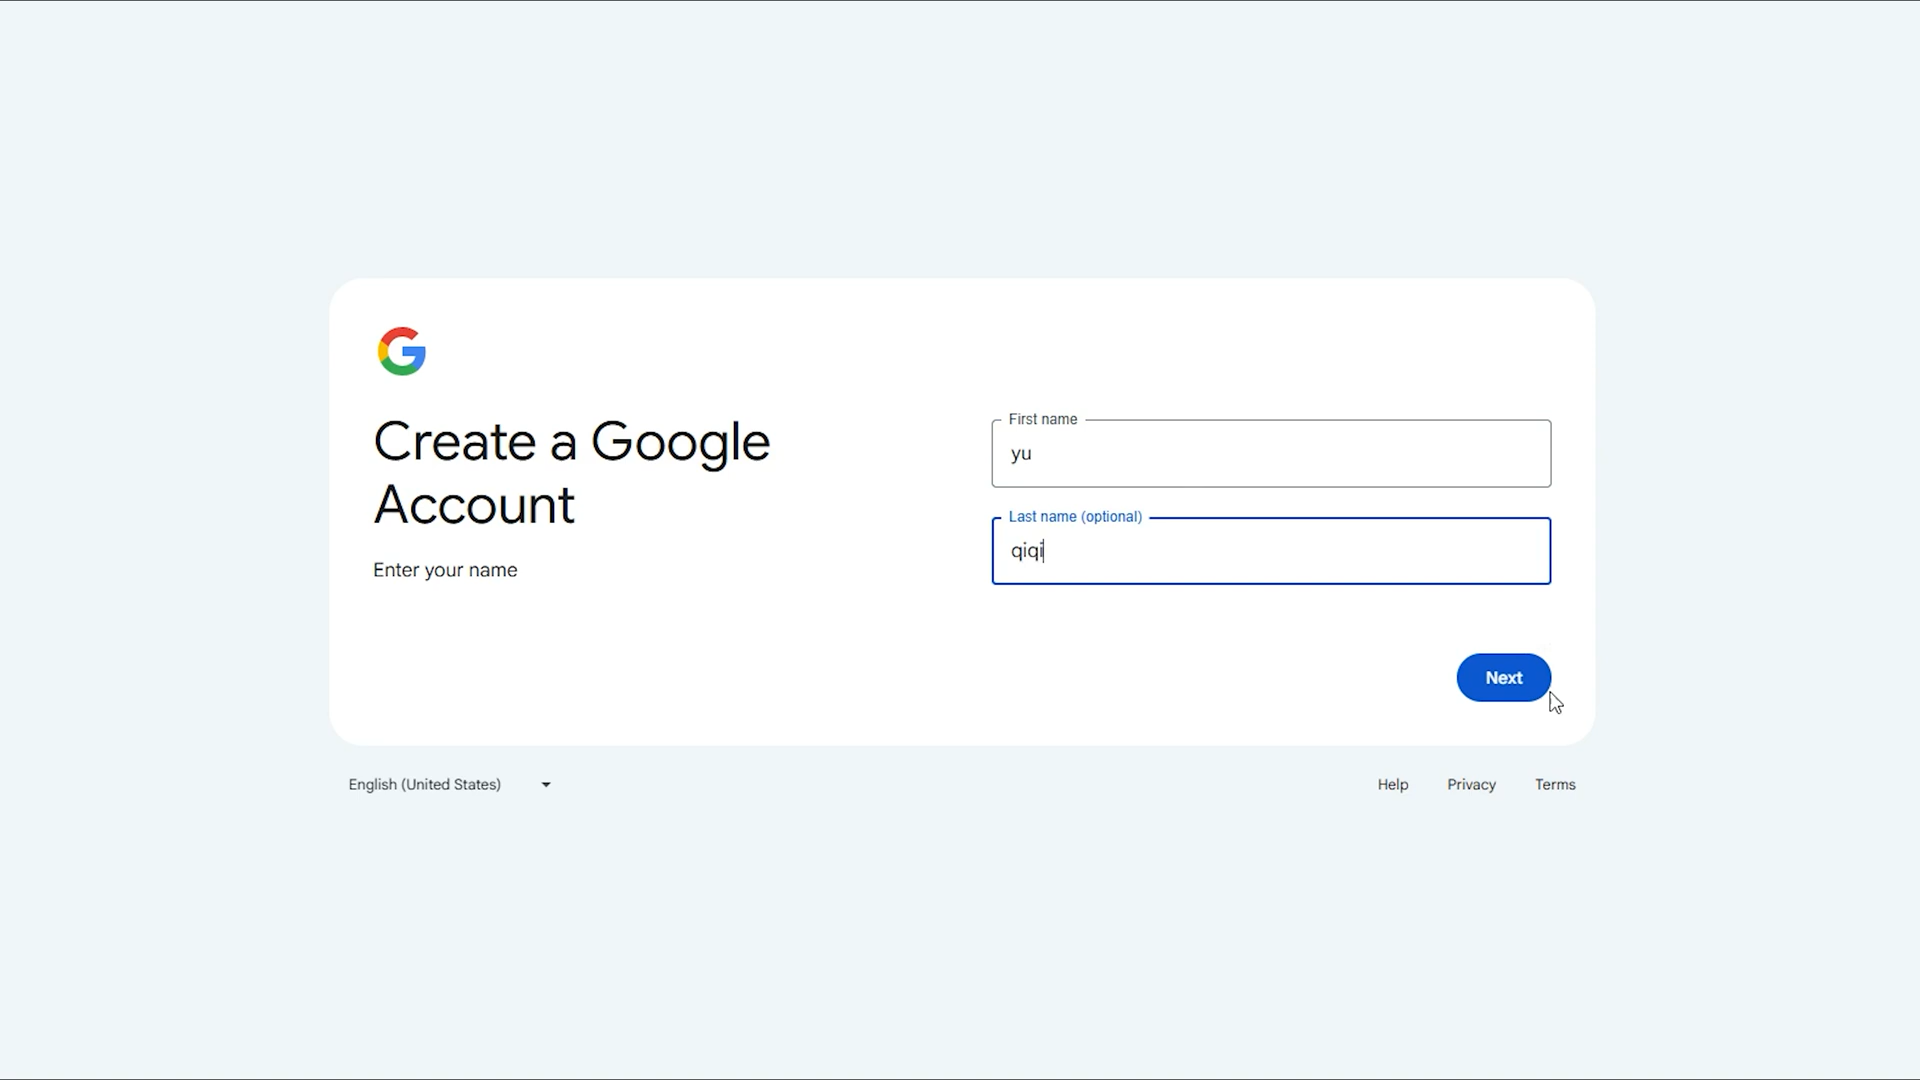 Create a Google
Account
Enter your name
First name
yu
Last name (optional)
qiqi
Next
English (United States)
Help
Privacy
Terms